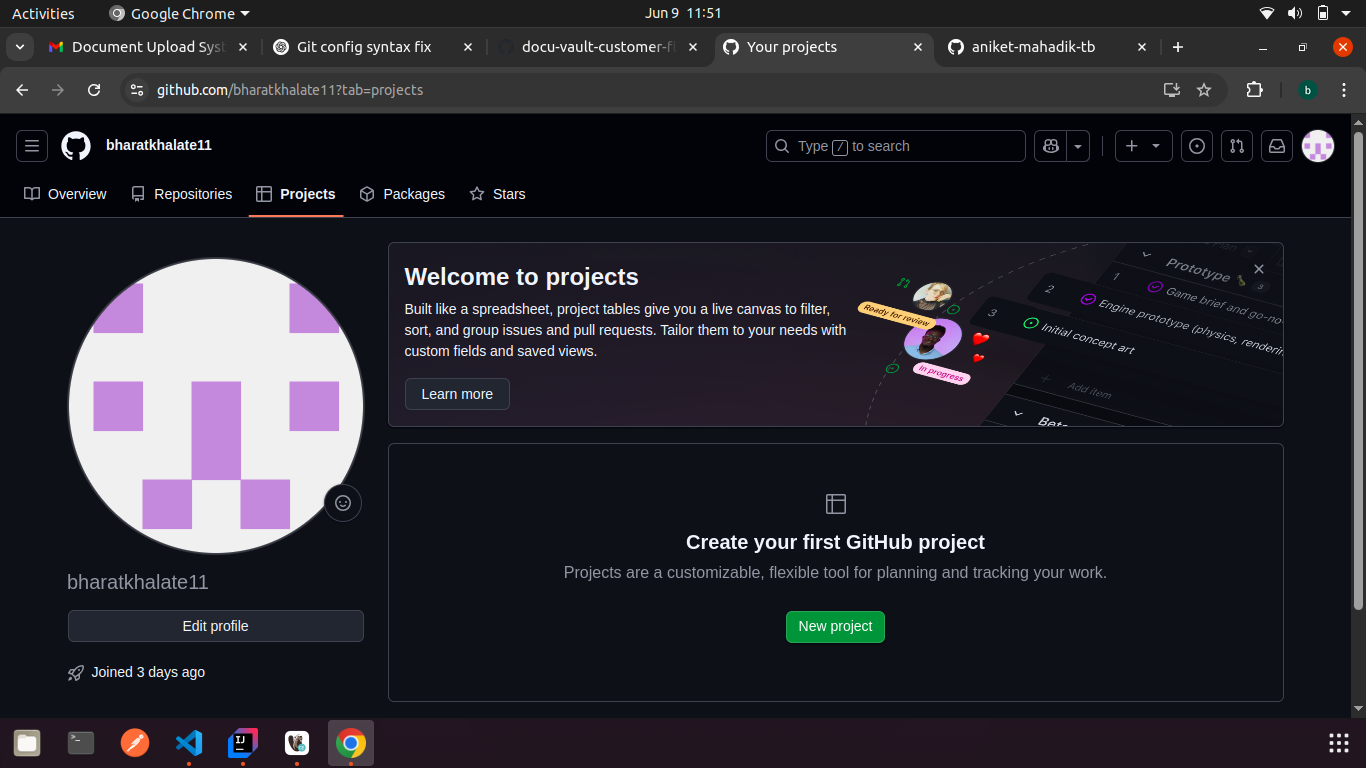 Activities
Google Chrome
Jun 9 11:51
Document Upload Syst
Git config syntax fix
docu-vault-customer-f
Your projects
aniket-mahadik-tb
github.com/bharatkhalate11?tab=projects
b
bharatkhalate11
Type / to search
Overview
Repositories
Projects
Packages
Stars
Welcome to projects
Built like a spreadsheet, project tables give you a live canvas to filter,
sort, and group issues and pull requests. Tailor them to your needs with
custom fields and saved views.
Learn more
Ready for review
In progress
Prototype 3
1 Game brief and go-no-
2 Engine prototype (physics, renderin
3 Initial concept art
Add item
Beta
Create your first GitHub project
Projects are a customizable, flexible tool for planning and tracking your work.
New project
bharatkhalate11
Edit profile
Joined 3 days ago
IJ